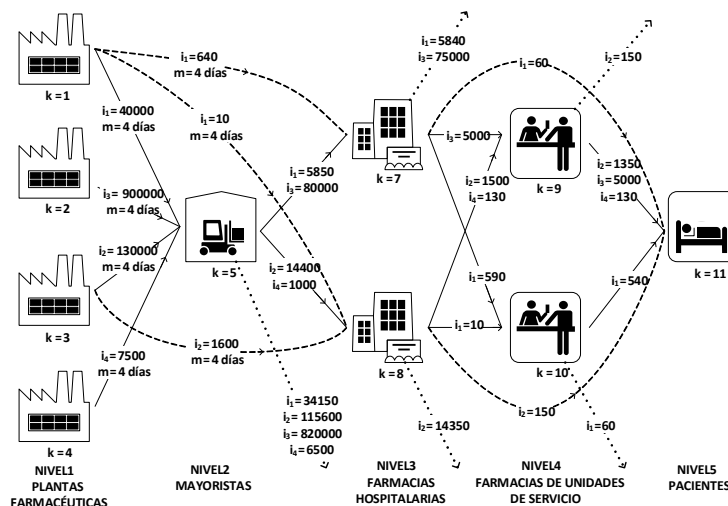 i₁=5840
i₃=75000
i₁=640
m= 4 días
i₁=60
i₂=150
k = 1
i₁=40000
m= 4 días
i₁=10
m= 4 días
i₃=5000
i₂=1500
i₄=130
i₂=1350
i₃=5000
i₄=130
k = 7
k = 9
i₁=5850
i₃=80000
i₃= 900000
m= 4 días
k = 2
i₂=130000
m= 4 días
k = 5
i₂=14400
i₄=1000
i₁=590
i₁=540
k = 11
i₁=10
k = 3
i₂=1600
m= 4 días
k = 8
k = 10
i₄=7500
m= 4 días
i₂=150
i₁=60
i₁=34150
i₂=115600
i₃=820000
i₄=6500
i₂=14350
k = 4
NIVEL1
PLANTAS
FARMACÉUTICAS
NIVEL2
MAYORISTAS
NIVEL3
FARMACIAS
HOSPITALARIAS
NIVEL4
FARMACIAS DE UNIDADES
DE SERVICIO
NIVEL5
PACIENTES